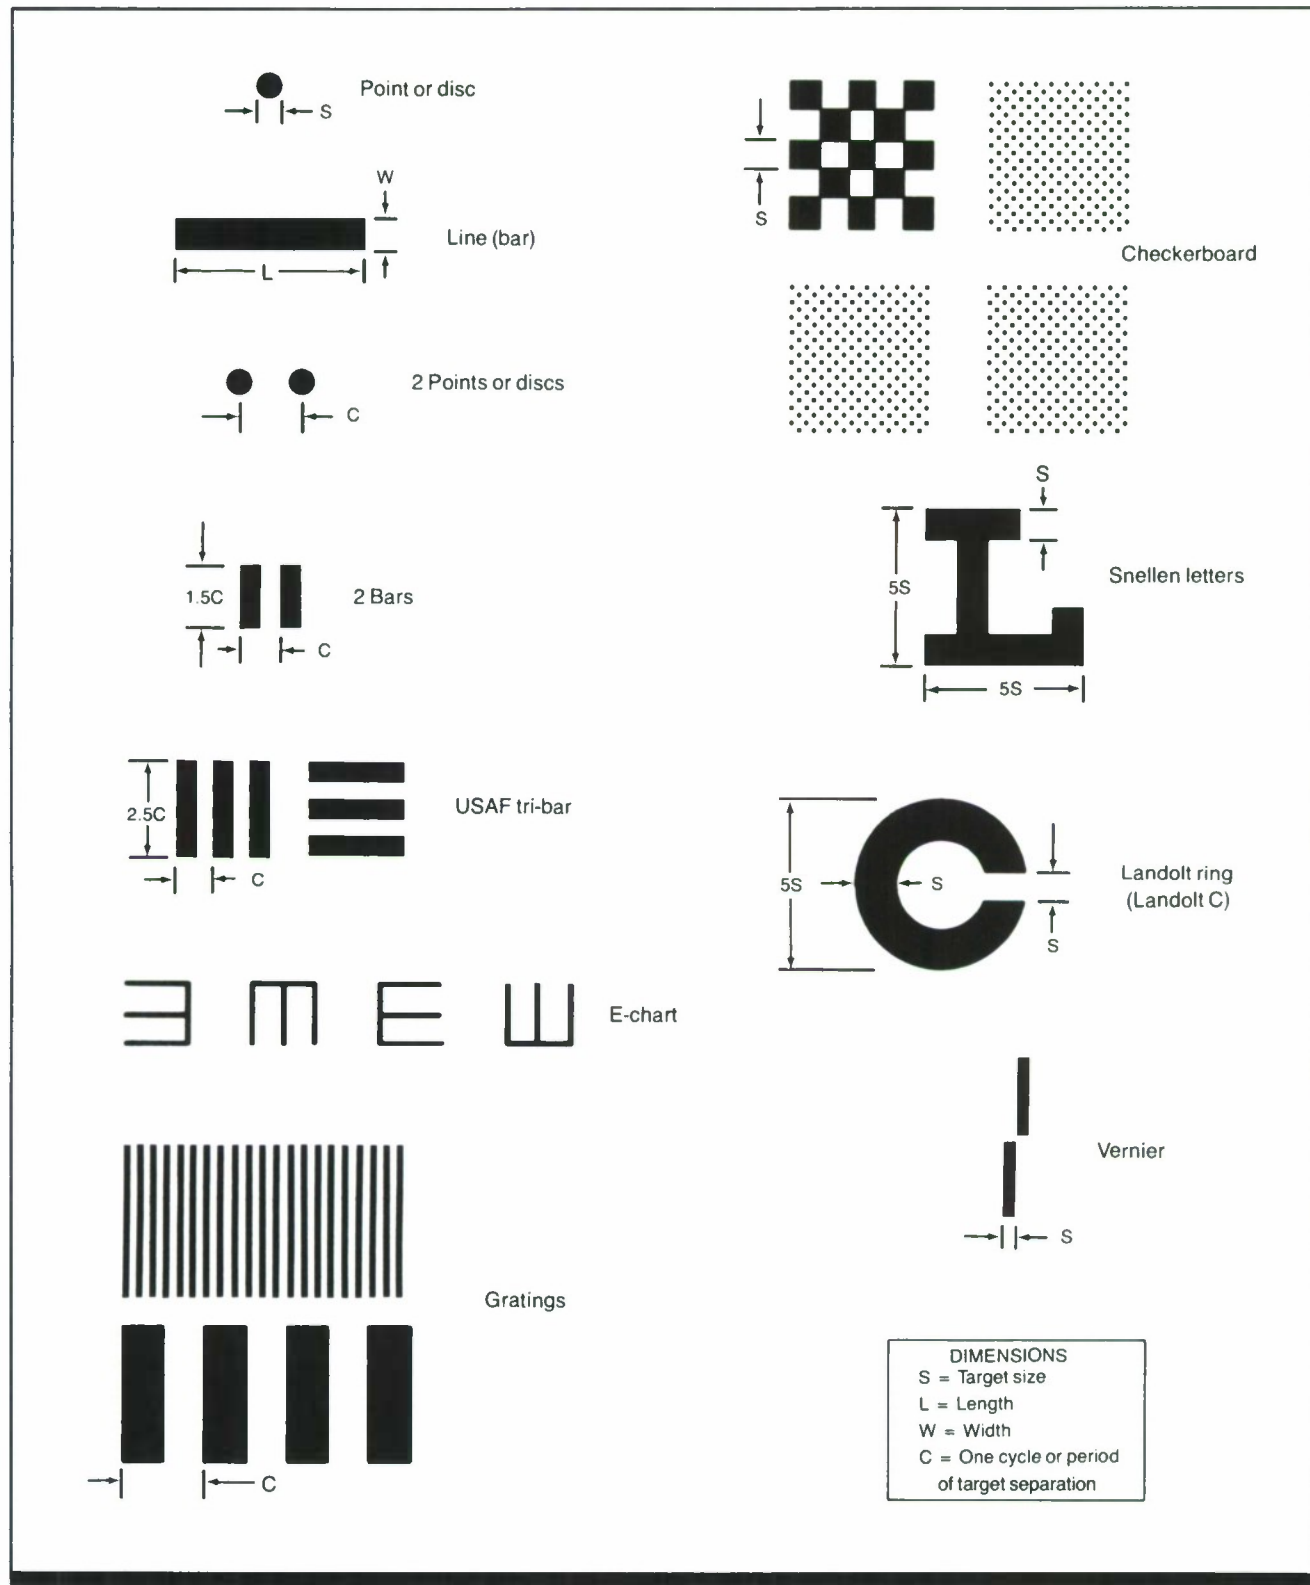 Point or disc
S
W
Line (bar)
L
2 Points or discs
C
1.5C
2 Bars
C
2.5C
USAF tri-bar
C
E-chart
Gratings
C
S
Checkerboard
S
5S
Snellen letters
5S
5S
S
Landolt ring
(Landolt C)
S
Vernier
S
DIMENSIONS
S = Target size
L = Length
W = Width
C = One cycle or period
of target separation